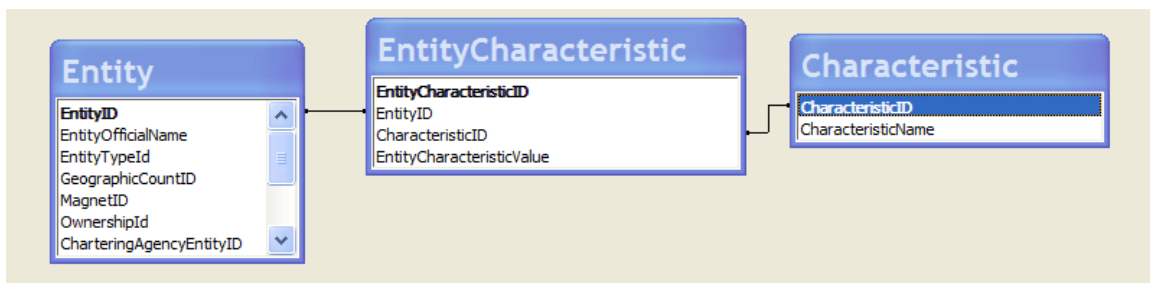 Entity
EntityID
EntityOfficialName
EntityTypeId
GeographicCountID
MagnetID
OwnershipId
CharteringAgencyEntityID
EntityCharacteristic
EntityCharacteristicID
EntityID
CharacteristicID
EntityCharacteristicValue
Characteristic
CharacteristicID
CharacteristicName